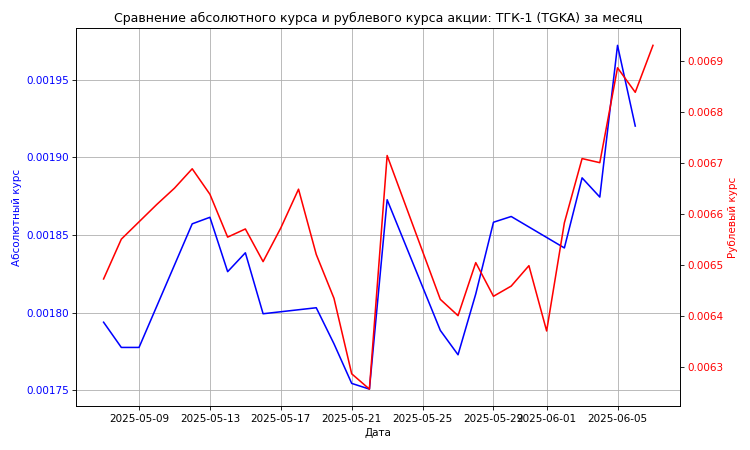 Сравнение абсолютного курса и рублевого курса акции: ТГК-1 (TGKA) за месяц
Абсолютный курс
0.00195
0.00190
0.00185
0.00180
0.00175
0.0069
0.0068
0.0067
0.0066
0.0065
0.0064
0.0063
Рублевый курс
2025-05-09 2025-05-13 2025-05-17 2025-05-21 2025-05-25 2025-05-29 2025-06-01 2025-06-05
Дата